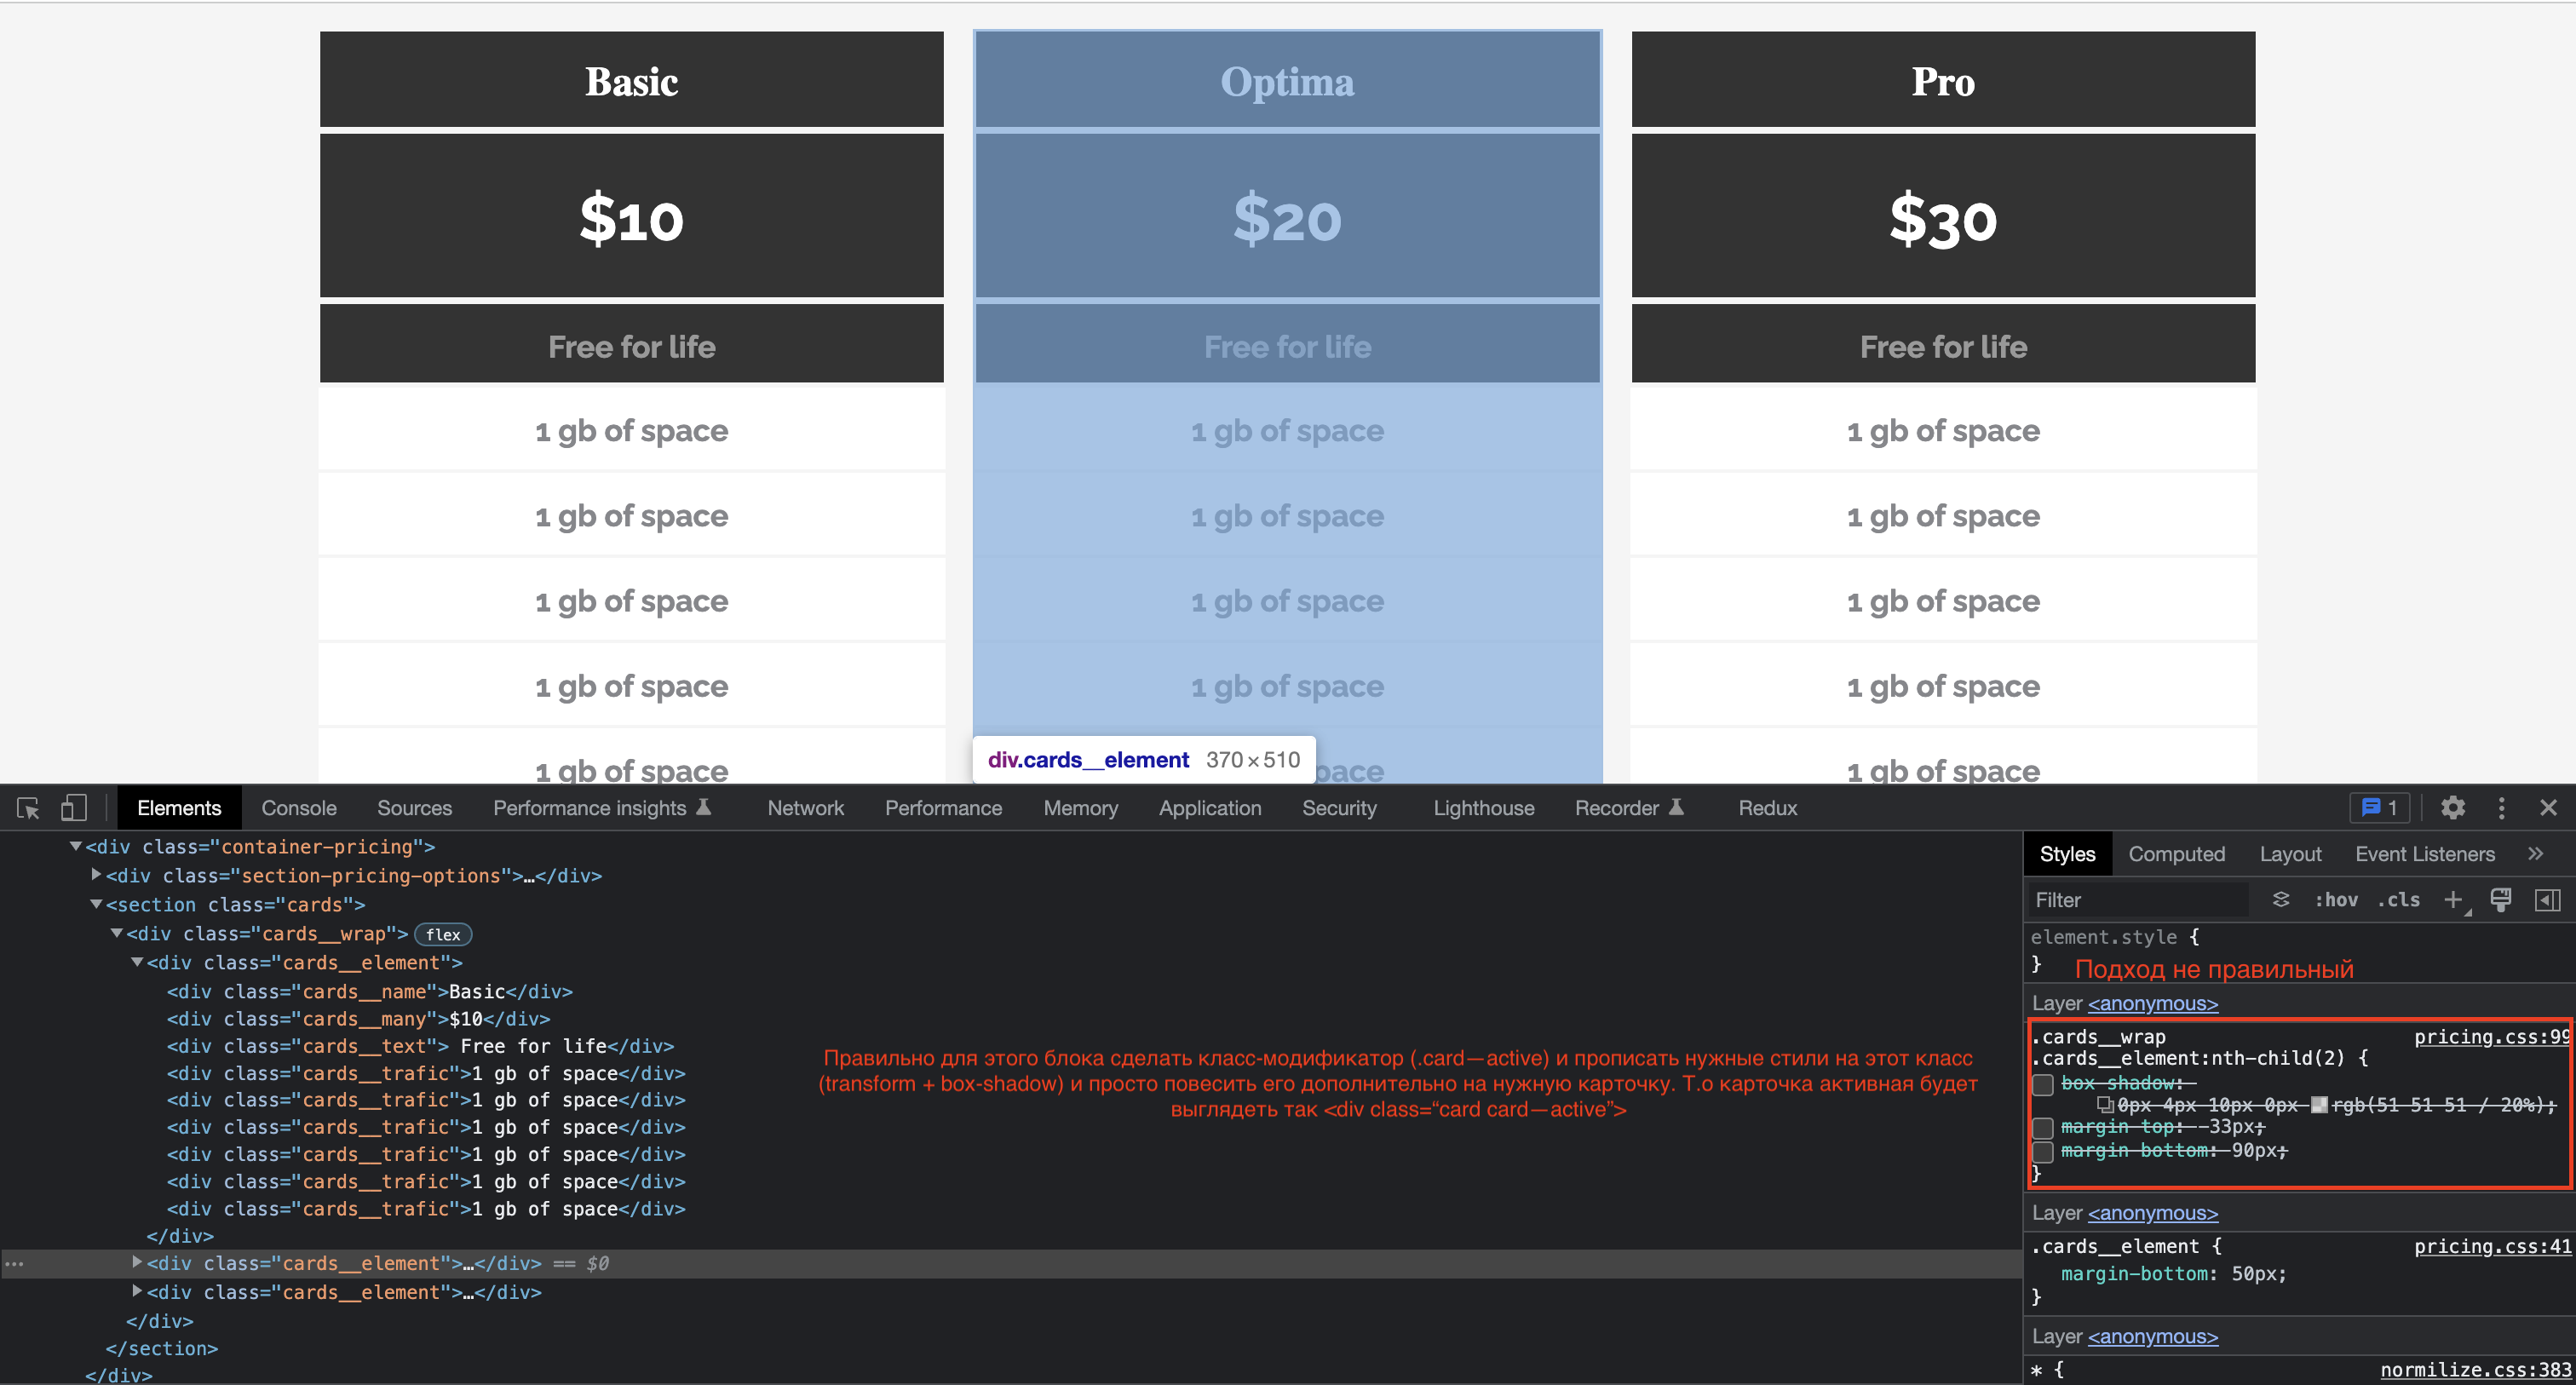 Basic
Optima
Pro
$10
$20
$30
Free for life
Free for life
Free for life
1 gb of space
1 gb of space
1 gb of space
1 gb of space
1 gb of space
1 gb of space
1 gb of space
1 gb of space
1 gb of space
1 gb of space
1 gb of space
1 gb of space
1 gb of space
div.cards__element 370×510
pace
1 gb of space
Elements Console Sources Performance insights Network Performance Memory Application Security Lighthouse Recorder Redux 1
<div class="container-pricing">
<div class="section-pricing-options">…</div>
<section class="cards">
<div class="cards__wrap"> flex
<div class="cards__element">
<div class="cards__name">Basic</div>
<div class="cards__many">$10</div>
<div class="cards__text"> Free for life</div>
<div class="cards__trafic">1 gb of space</div>
<div class="cards__trafic">1 gb of space</div>
<div class="cards__trafic">1 gb of space</div>
<div class="cards__trafic">1 gb of space</div>
<div class="cards__trafic">1 gb of space</div>
<div class="cards__trafic">1 gb of space</div>
</div>
… <div class="cards__element">…</div> == $0
<div class="cards__element">…</div>
</div>
</section>
</div>
Правильно для этого блока сделать класс-модификатор (.card—active) и прописать нужные стили на этот класс
(transform + box-shadow) и просто повесить его дополнительно на нужную карточку. Т.о карточка активная будет
выглядеть так <div class=“card card—active”>
Styles Computed Layout Event Listeners »
Filter :hov .cls +
element.style {
} Подход не правильный
Layer <anonymous>
.cards__wrap pricing.css:99
.cards__element:nth-child(2) {
box-shadow:
0px 4px 10px 0px rgb(51 51 51 / 20%);
margin-top: -33px;
margin-bottom: 90px;
}
Layer <anonymous>
.cards__element { pricing.css:41
margin-bottom: 50px;
}
Layer <anonymous>
* { normilize.css:383